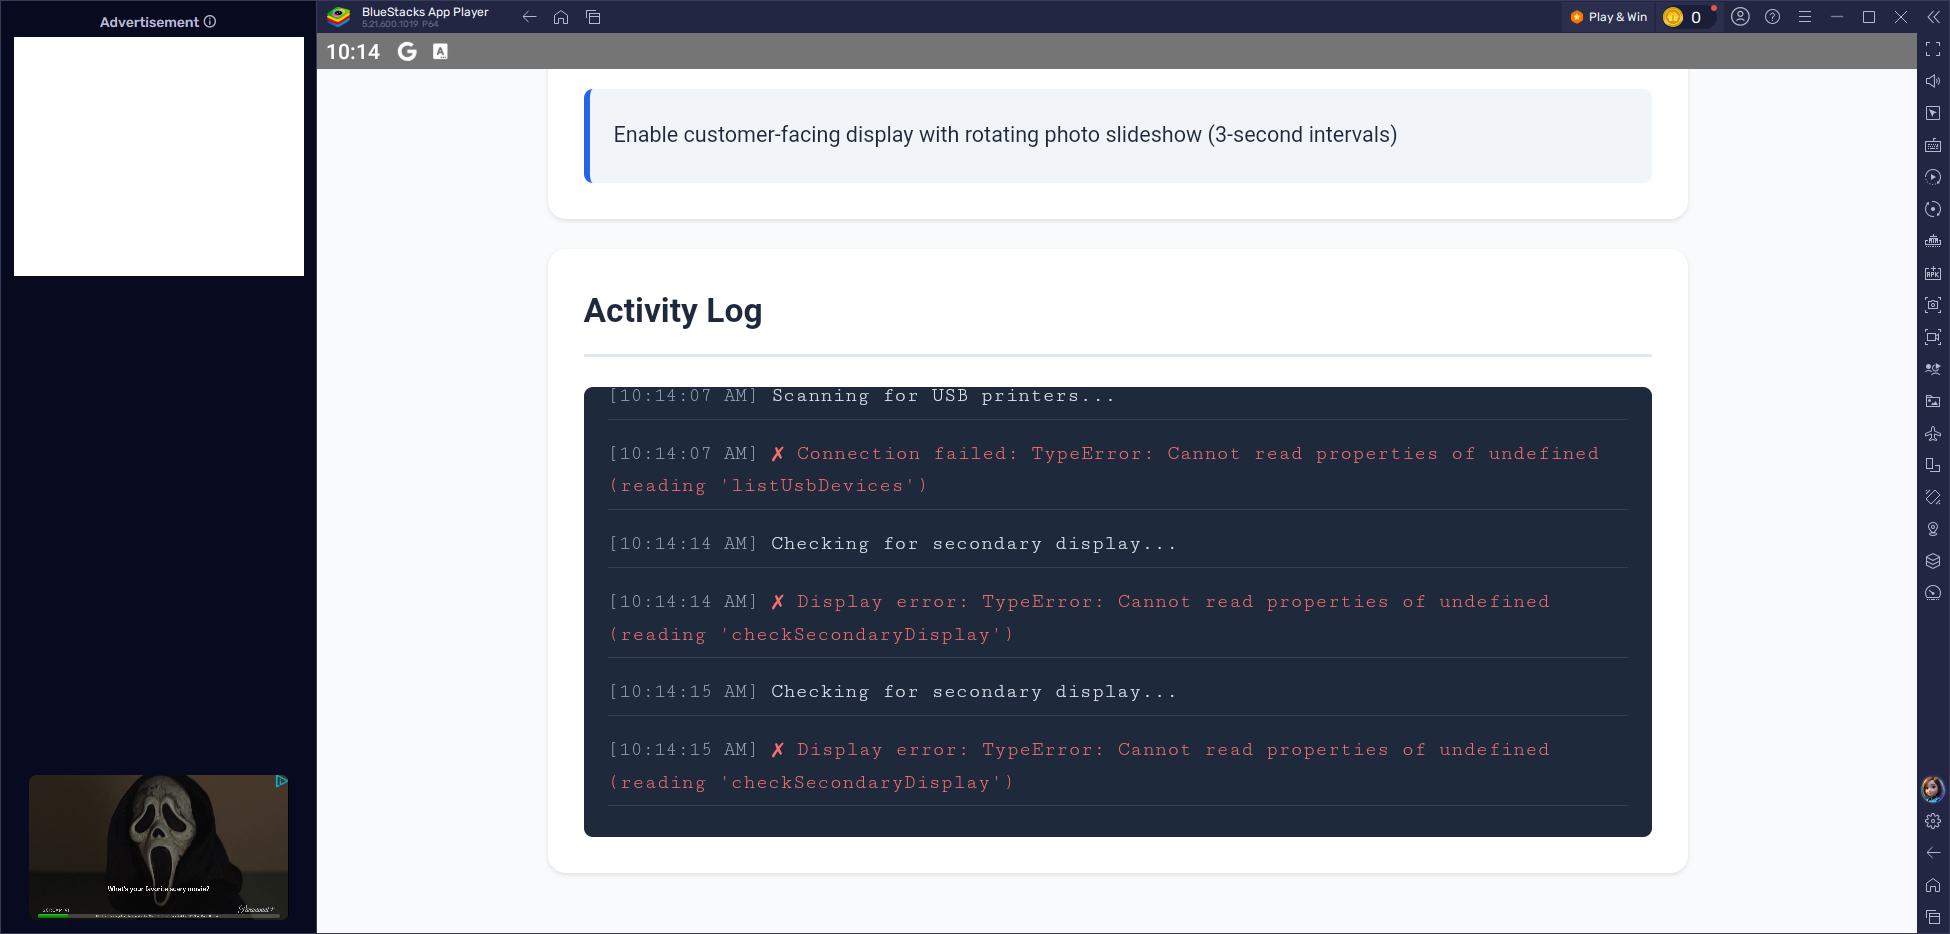 Advertisement
BlueStacks App Player
5.21.600.1019 P64
Play & Win
0
10:14
Enable customer-facing display with rotating photo slideshow (3-second intervals)
Activity Log
[10:14:07 AM] Scanning for USB printers...
[10:14:07 AM] ✗ Connection failed: TypeError: Cannot read properties of undefined
(reading 'listUsbDevices')
[10:14:14 AM] Checking for secondary display...
[10:14:14 AM] ✗ Display error: TypeError: Cannot read properties of undefined
(reading 'checkSecondaryDisplay')
[10:14:15 AM] Checking for secondary display...
[10:14:15 AM] ✗ Display error: TypeError: Cannot read properties of undefined
(reading 'checkSecondaryDisplay')
What's your favorite scary movie?
Paramount+
APK